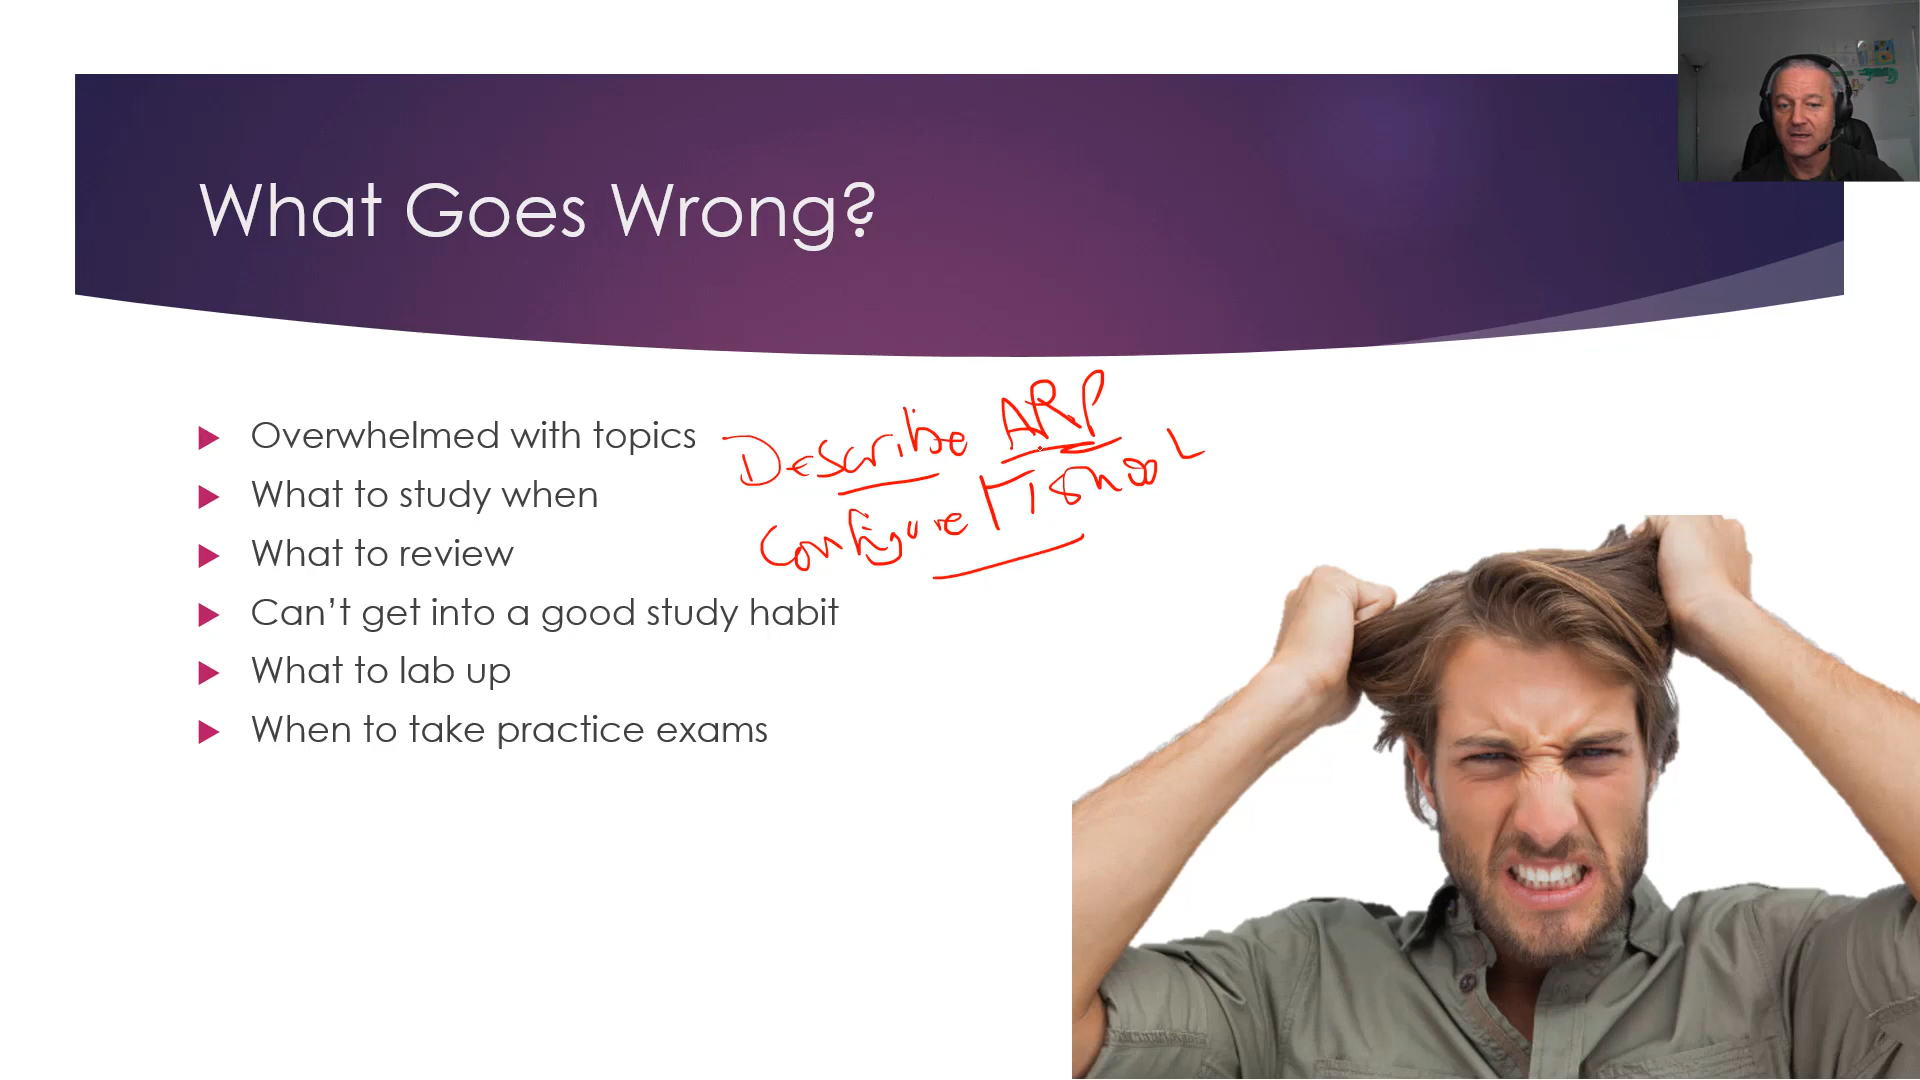 What Goes Wrong?
Overwhelmed with topics
Describe ARP
What to study when
Configure
What to review
Can't get into a good study habit
What to lab up
When to take practice exams